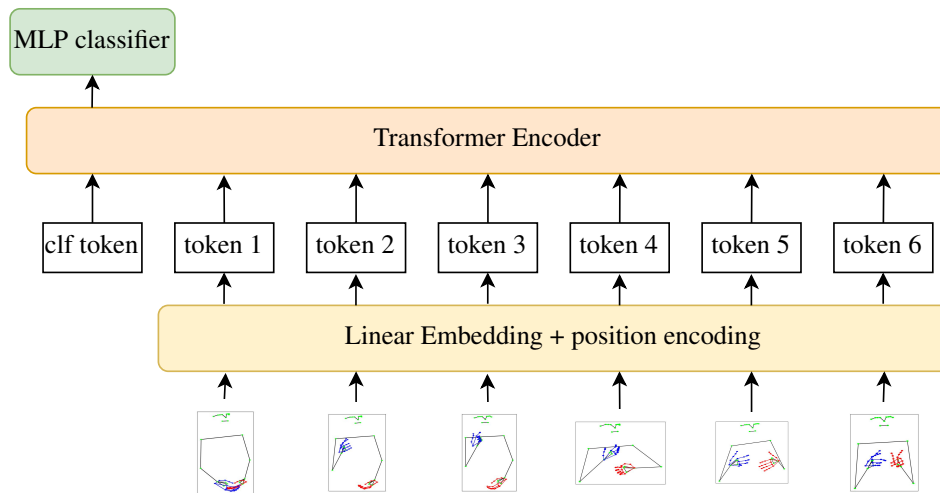 MLP classifier
Transformer Encoder
clf token
token 1
token 2
token 3
token 4
token 5
token 6
Linear Embedding + position encoding